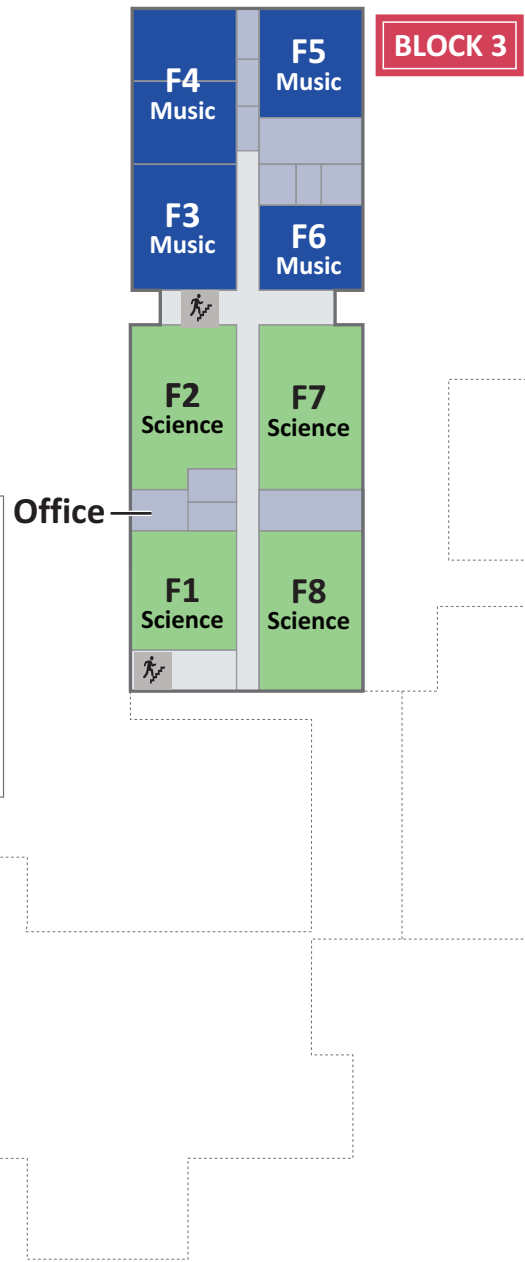 BLOCK 3
F4
Music
F5
Music
F3
Music
F6
Music
F2
Science
F7
Science
Office
F1
Science
F8
Science